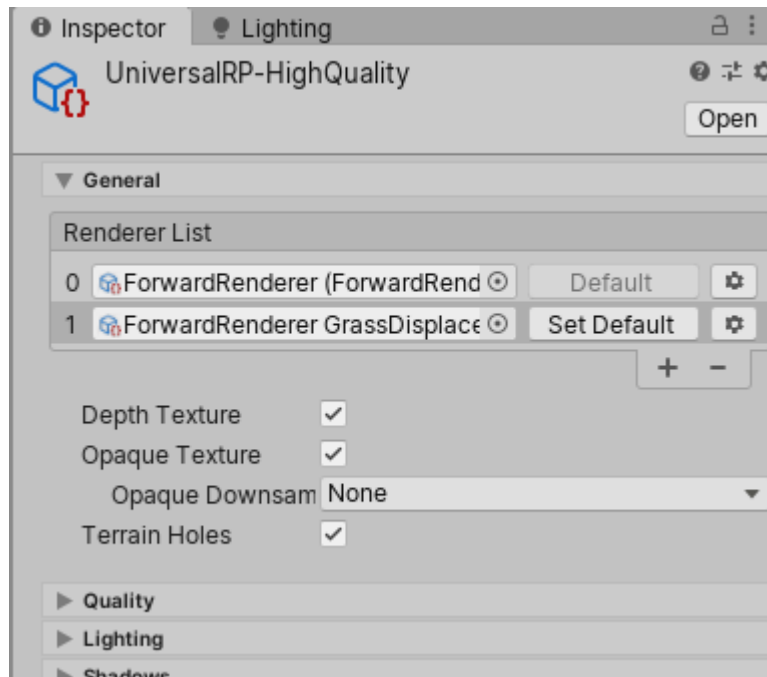 Inspector Lighting
UniversalRP-HighQuality
Open
General
Renderer List
0 ForwardRenderer (ForwardRend Default
1 ForwardRenderer GrassDisplace Set Default
+ −
Depth Texture
Opaque Texture
Opaque Downsam None
Terrain Holes
Quality
Lighting
Shadows